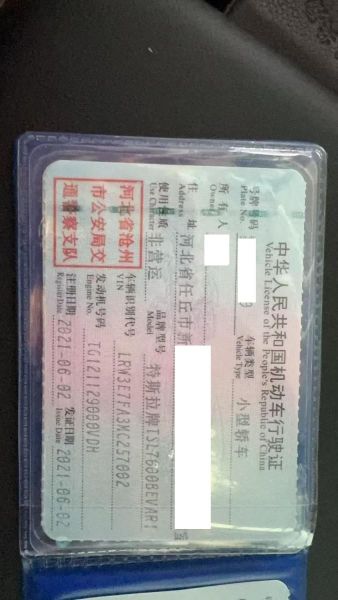 中华人民共和国机动车行驶证
Vehicle License of the People's Republic of China
号牌号码 车辆类型 小型轿车
Plate No. Vehicle Type
所有人
Owner
住址 河北省任丘市新
Address
使用性质 非营运 品牌型号 特斯拉牌TSL7000BEVAR1
Use Character Model
河北省沧州
市公安局交
通警察支队
车辆识别代号 LRW3E7FA3MC257002
VIN
发动机号码 TG121123000VDH
Engine No.
注册日期 2021-06-02 发证日期 2021-06-02
Register Date Issue Date